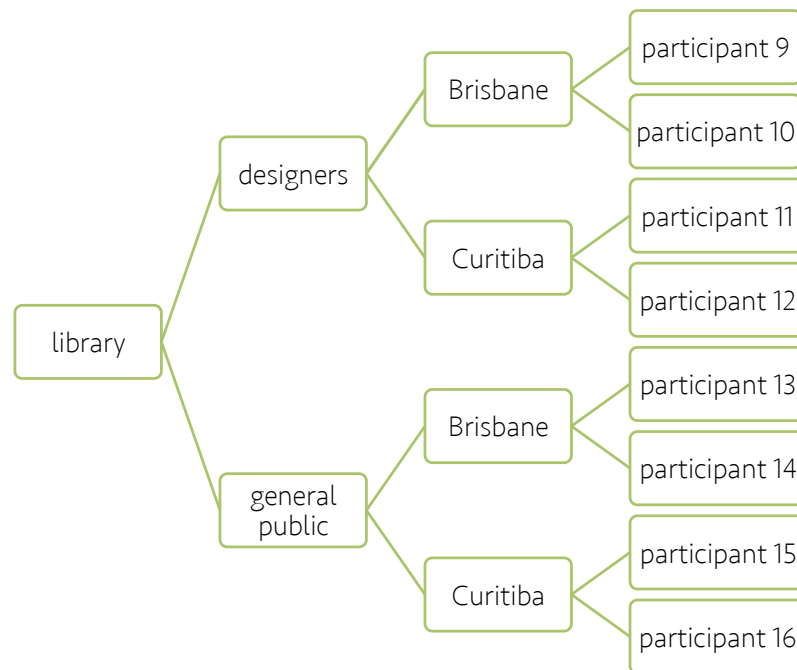 library
designers
general
public
Brisbane
Curitiba
Brisbane
Curitiba
participant 9
participant 10
participant 11
participant 12
participant 13
participant 14
participant 15
participant 16